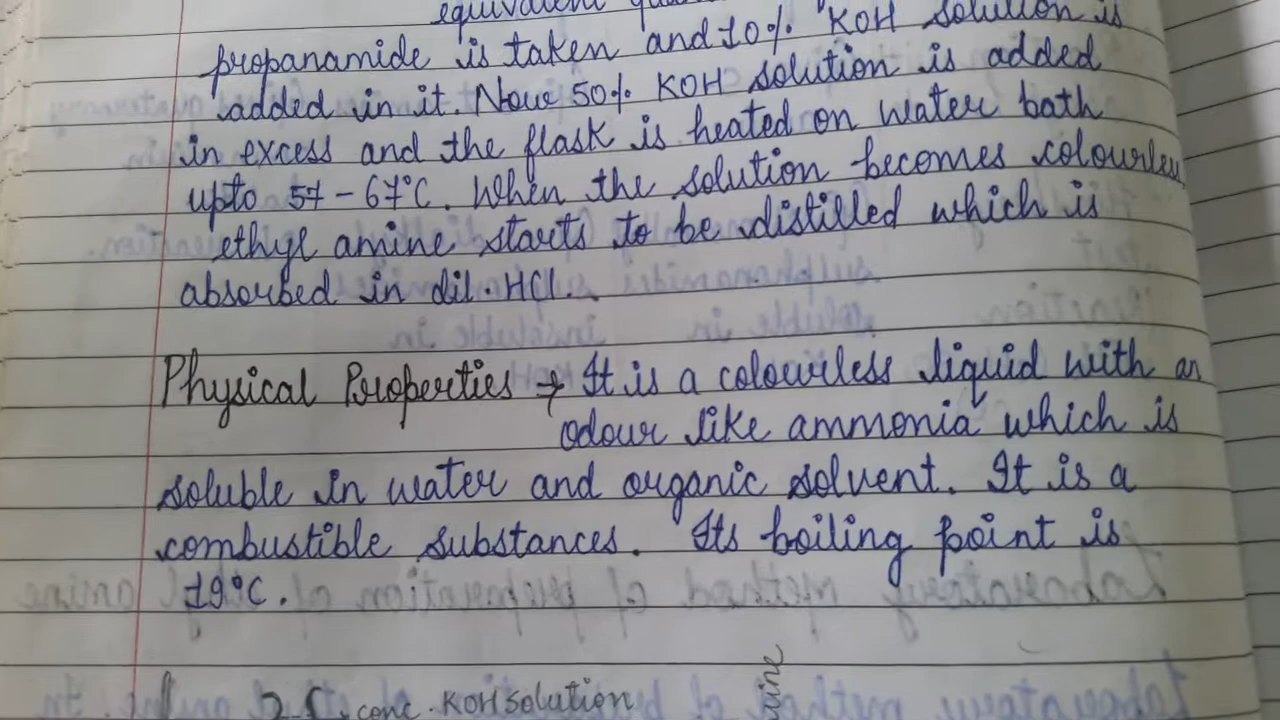 equivalent
propanamide is taken and 10% KOH solution is
added in it. Now 50% KOH solution is added
in excess and the flask is heated on water bath
upto 57 - 67°C. When the solution becomes colourless
ethyl amine starts to be distilled which is
absorbed in dil. HCl.
Physical Properties → It is a colourless liquid with an
odour like ammonia which is
soluble in water and organic solvent. It is a
combustible substances. Its boiling point is
19°C.
conc. KOH solution